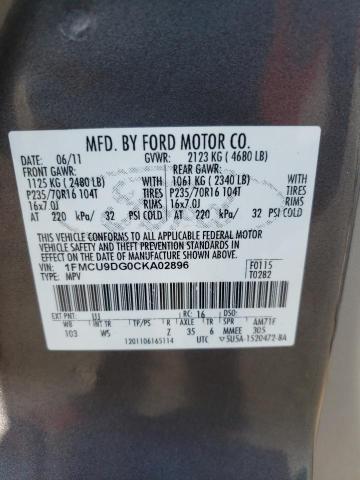 MFD. BY FORD MOTOR CO.
DATE: 06/11 GVWR: 2123 KG ( 4680 LB)
FRONT GAWR: REAR GAWR:
1125 KG ( 2480 LB) WITH 1061 KG ( 2340 LB) WITH
P235/70R16 104T TIRES P235/70R16 104T TIRES
16x7.0J RIMS 16x7.0J RIMS
AT 220 kPa/ 32 PSI COLD AT 220 kPa/ 32 PSI COLD
THIS VEHICLE CONFORMS TO ALL APPLICABLE FEDERAL MOTOR
VEHICLE SAFETY AND THEFT PREVENTION STANDARDS IN
EFFECT ON THE DATE OF MANUFACTURE SHOWN ABOVE.
VIN: 1FMCU9DG0CKA02896 F0115
TYPE: MPV T0282
EXT PNT: UJ RC: 16 DSO:
WB INT TR TP/PS R AXLE TR SPR AM71F
103 WS Z 35 6 MMEE 305
1201106165114 UTC 5U5A-1520472-BA